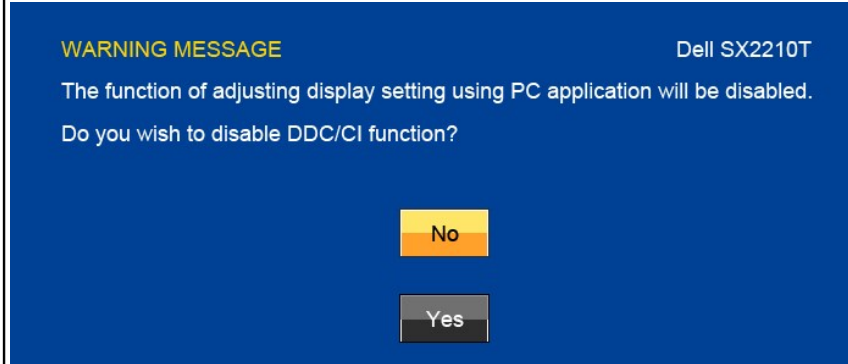 WARNING MESSAGE Dell SX2210T
The function of adjusting display setting using PC application will be disabled.
Do you wish to disable DDC/CI function?
No
Yes